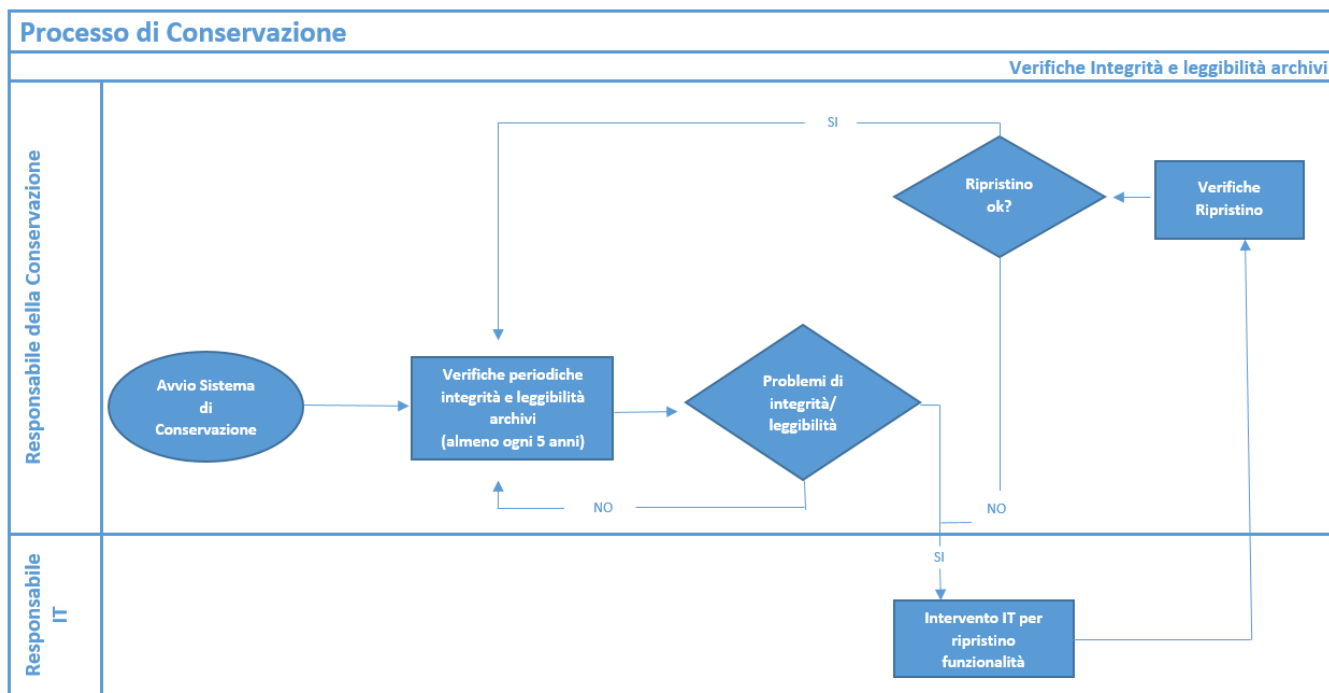 Processo di Conservazione
Verifiche Integrità e leggibilità archivi
Responsabile della Conservazione
SI
Ripristino
ok?
Verifiche
Ripristino
Avvio Sistema
di
Conservazione
Verifiche periodiche
integrità e leggibilità
archivi
(almeno ogni 5 anni)
Problemi di
integrità/
leggibilità
NO
NO
Responsabile
IT
SI
Intervento IT per
ripristino
funzionalità